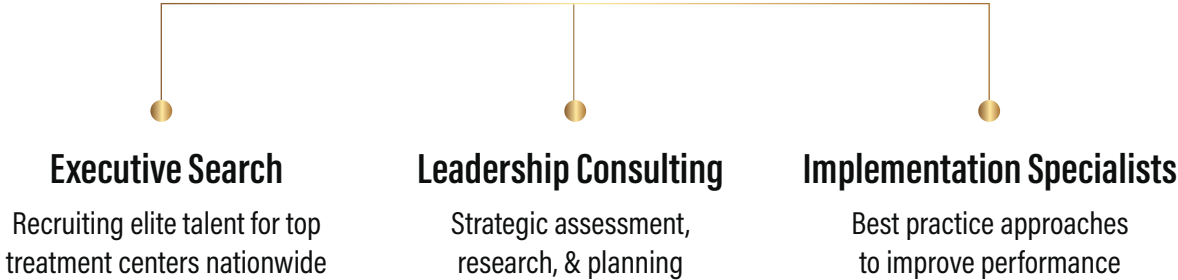 Executive Search
Recruiting elite talent for top
treatment centers nationwide
Leadership Consulting
Strategic assessment,
research, & planning
Implementation Specialists
Best practice approaches
to improve performance